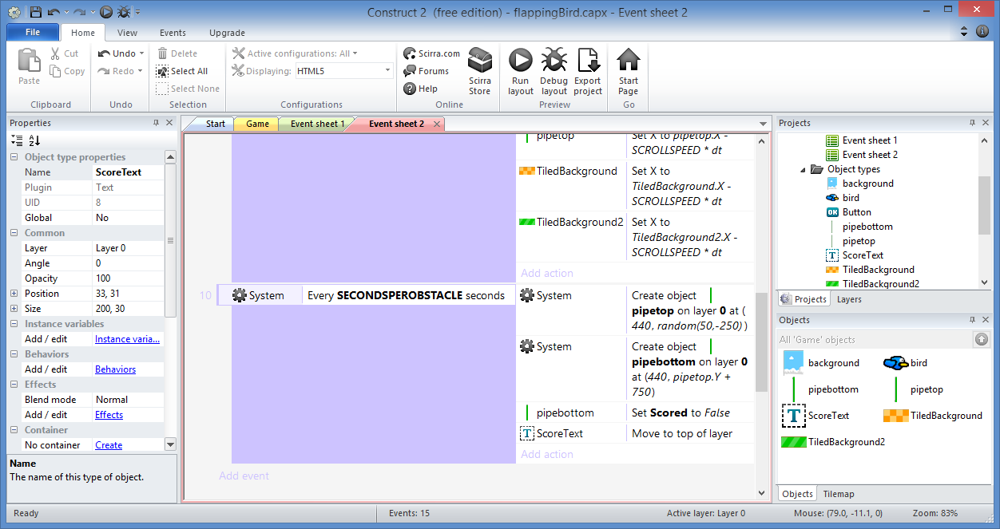 Construct 2 (free edition) - flappingBird.capx - Event sheet 2
File
Home
View
Events
Upgrade
Paste
Cut
Copy
Clipboard
Undo
Redo
Undo
Delete
Select All
Select None
Selection
Active configurations: All
Displaying: HTML5
Configurations
Scirra.com
Forums
Help
Scirra
Store
Online
Run
layout
Debug
layout
Export
project
Preview
Start
Page
Go
Properties
A
Z
Object type properties
Name ScoreText
Plugin Text
UID 8
Global No
Common
Layer Layer 0
Angle 0
Opacity 100
Position 33, 31
Size 200, 30
Instance variables
Add / edit Instance varia...
Behaviors
Add / edit Behaviors
Effects
Blend mode Normal
Add / edit Effects
Container
No container Create
Name
The name of this type of object.
Start
Game
Event sheet 1
Event sheet 2
pipetop Set X to pipetop.X -
SCROLLSPEED * dt
TiledBackground Set X to
TiledBackground.X -
SCROLLSPEED * dt
TiledBackground2 Set X to
TiledBackground2.X -
SCROLLSPEED * dt
Add action
10 System Every SECONDSPEROBSTACLE seconds
System Create object
pipetop on layer 0 at (
440, random(50,-250) )
System Create object
pipebottom on layer 0
at (440, pipetop.Y +
750)
pipebottom Set Scored to False
T ScoreText Move to top of layer
Add action
Add event
Projects
Event sheet 1
Event sheet 2
Object types
background
bird
OK Button
pipebottom
pipetop
T ScoreText
TiledBackground
TiledBackground2
Projects Layers
Objects
All 'Game' objects
background bird
pipebottom pipetop
T ScoreText TiledBackground
TiledBackground2
Objects Tilemap
Ready Events: 15 Active layer: Layer 0 Mouse: (79.0, -11.1, 0) Zoom: 83%